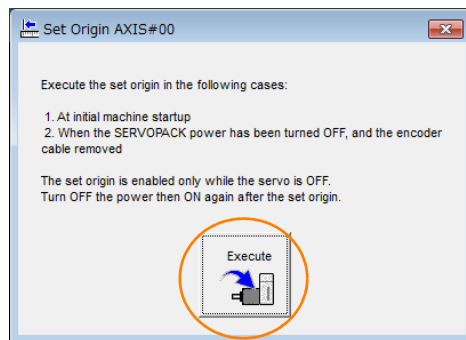 Set Origin AXIS#00
Execute the set origin in the following cases:
1. At initial machine startup
2. When the SERVOPACK power has been turned OFF, and the encoder
cable removed
The set origin is enabled only while the servo is OFF.
Turn OFF the power then ON again after the set origin.
Execute